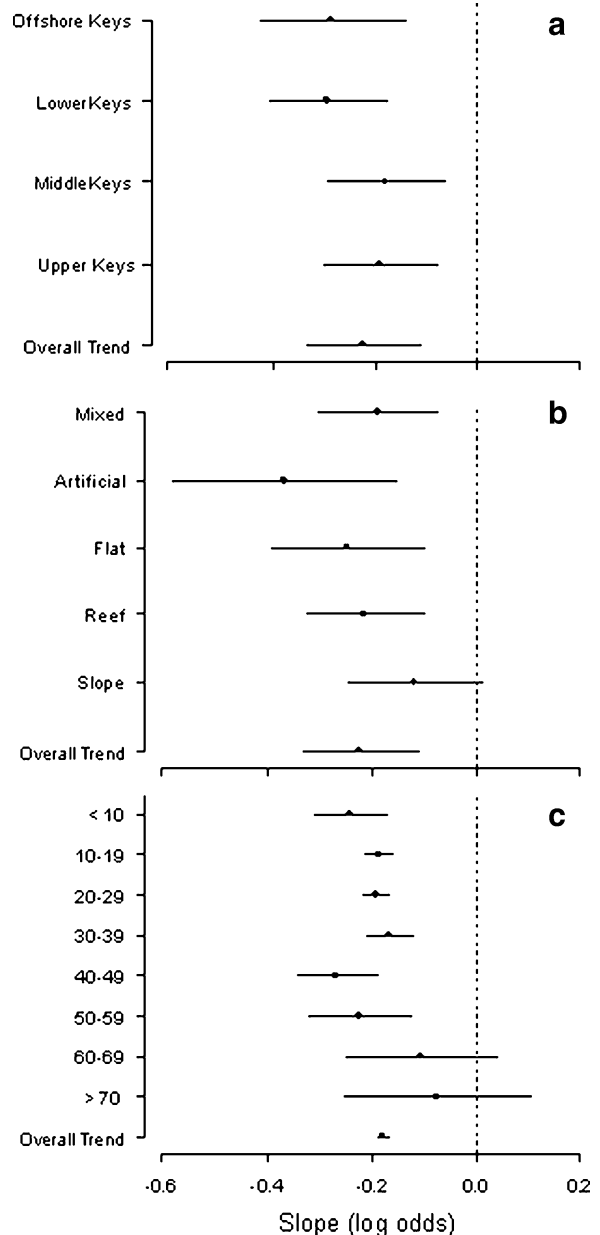 a
Offshore Keys
LowerKeys
MiddleKeys
Upper Keys
Overall Trend
b
Mixed
Artificial
Flat
Reef
Slope
Overall Trend
c
< 10
10-19
20-29
30-39
40-49
50-59
60-69
> 70
Overall Trend
-0.6 -0.4 -0.2 0.0 0.2
Slope (log odds)